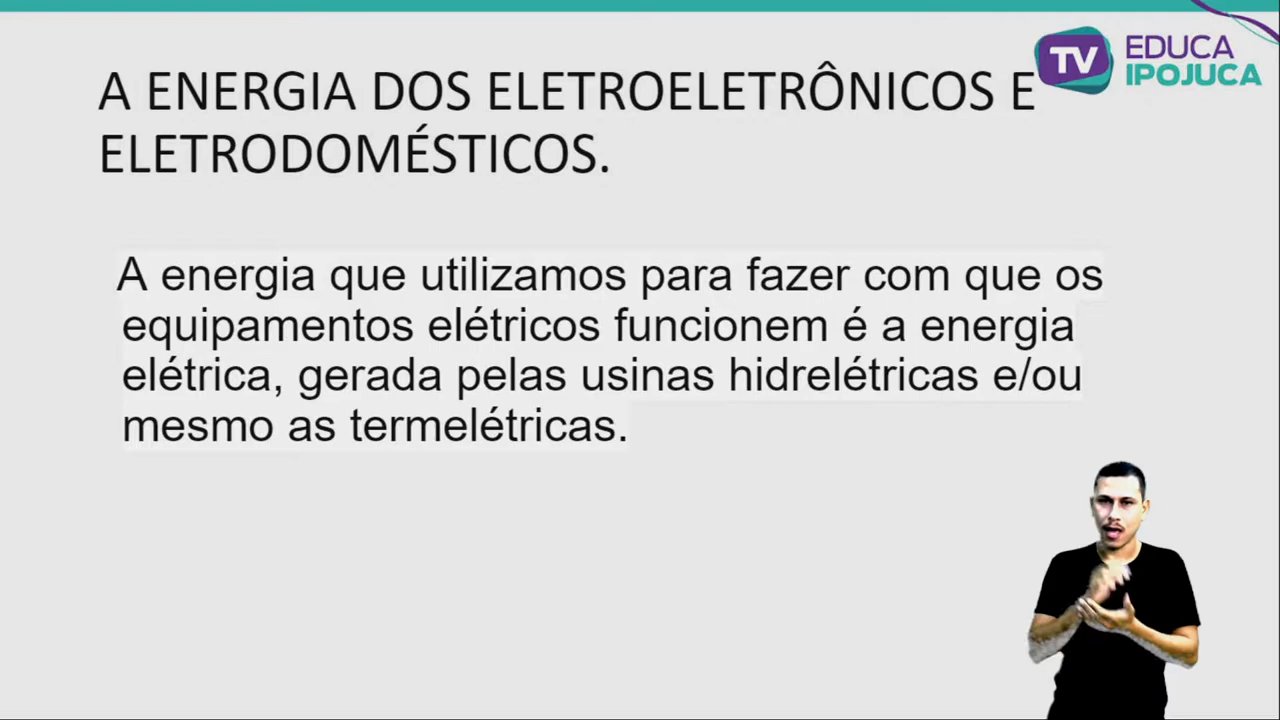 TV EDUCA
IPOJUCA
A ENERGIA DOS ELETROELETRÔNICOS E
ELETRODOMÉSTICOS.
A energia que utilizamos para fazer com que os
equipamentos elétricos funcionem é a energia
elétrica, gerada pelas usinas hidrelétricas e/ou
mesmo as termelétricas.